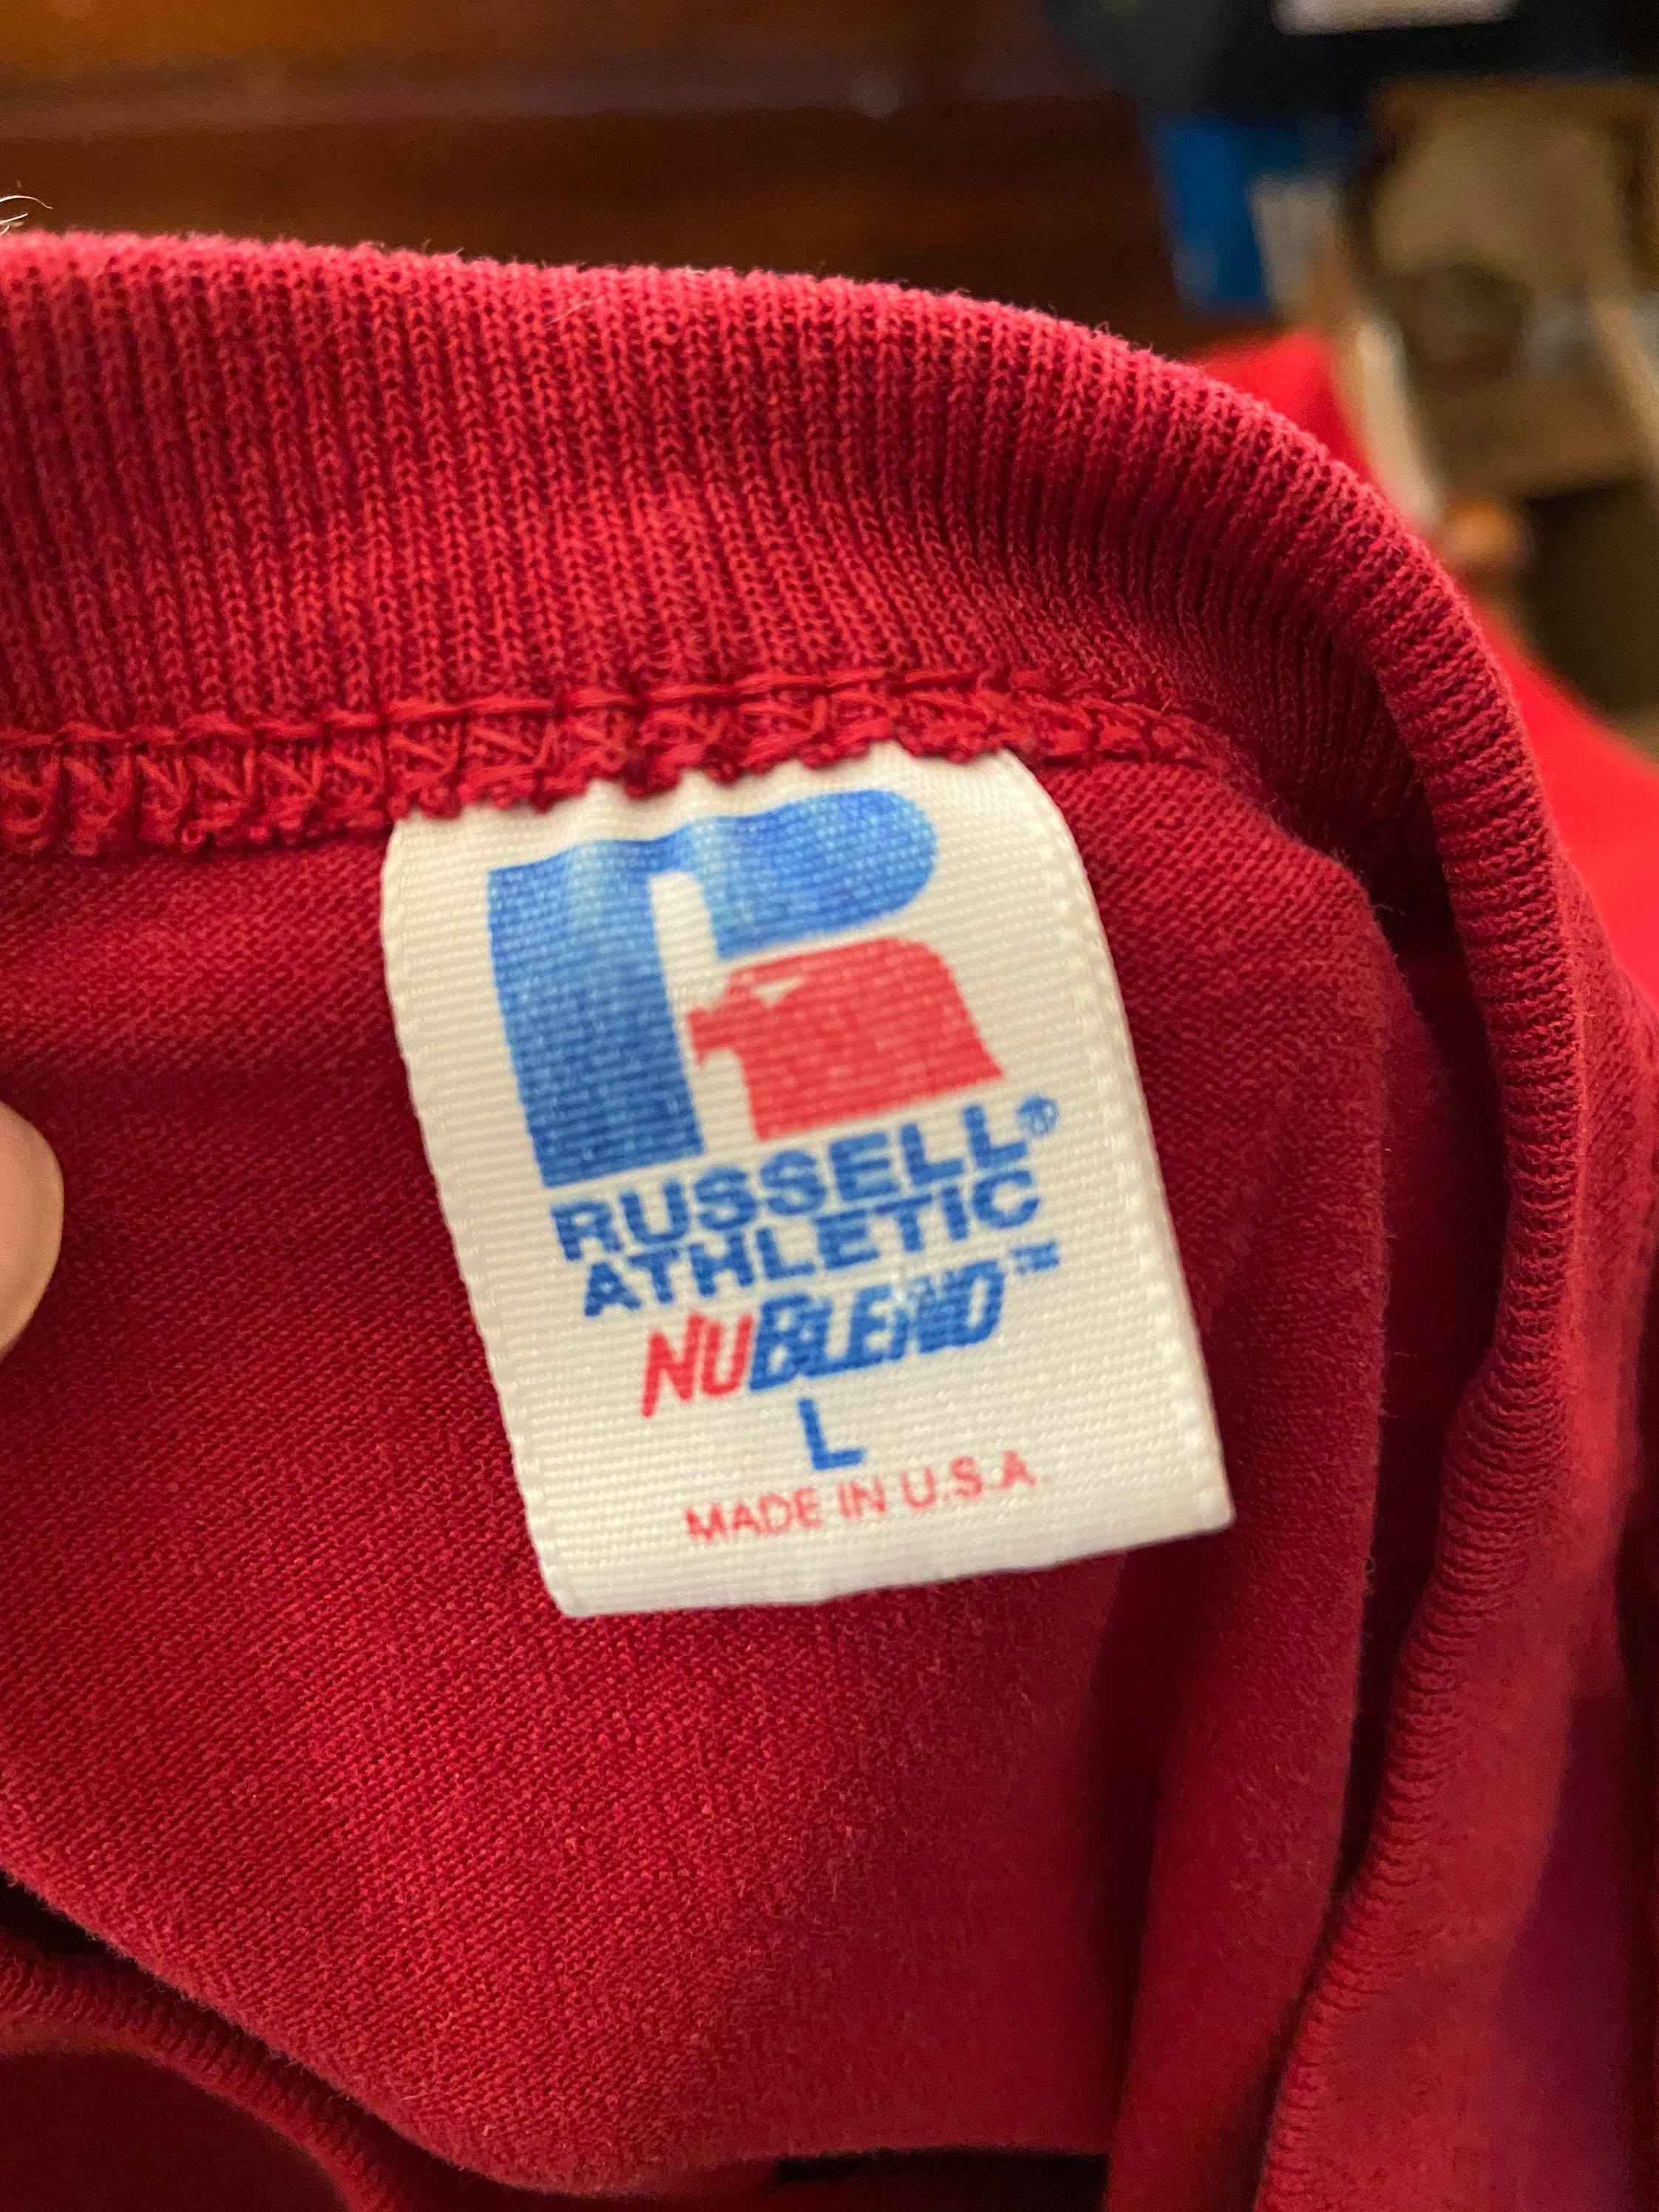 RUSSELL®
ATHLETIC
NUBLEND™
L
MADE IN U.S.A.